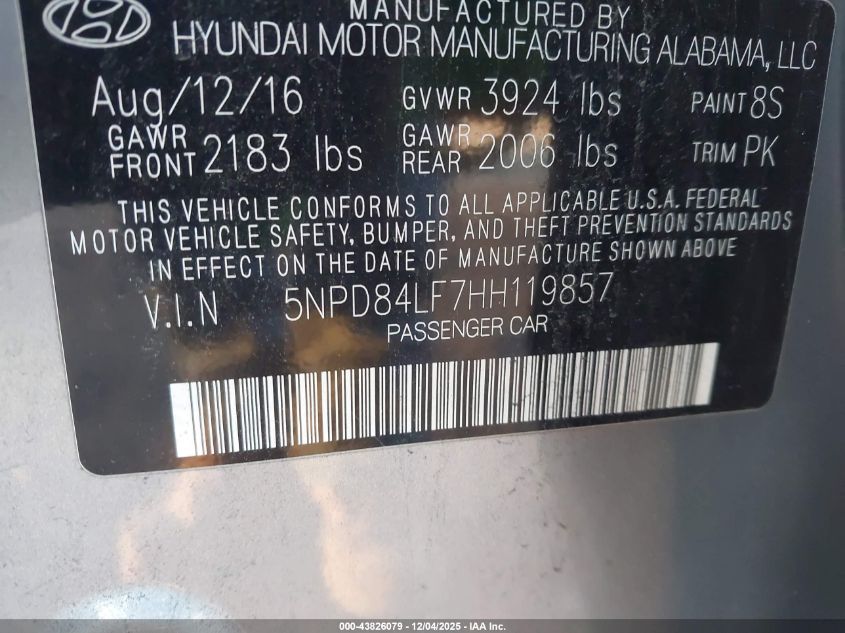 MANUFACTURED BY
HYUNDAI MOTOR MANUFACTURING ALABAMA, LLC
Aug/12/16 GVWR 3924 lbs PAINT 8S
GAWR FRONT 2183 lbs GAWR REAR 2006 lbs TRIM PK
THIS VEHICLE CONFORMS TO ALL APPLICABLE U.S.A. FEDERAL
MOTOR VEHICLE SAFETY, BUMPER, AND THEFT PREVENTION STANDARDS
IN EFFECT ON THE DATE OF MANUFACTURE SHOWN ABOVE
V.I.N 5NPD84LF7HH119857
PASSENGER CAR
000-43826079 - 12/04/2025 - IAA Inc.